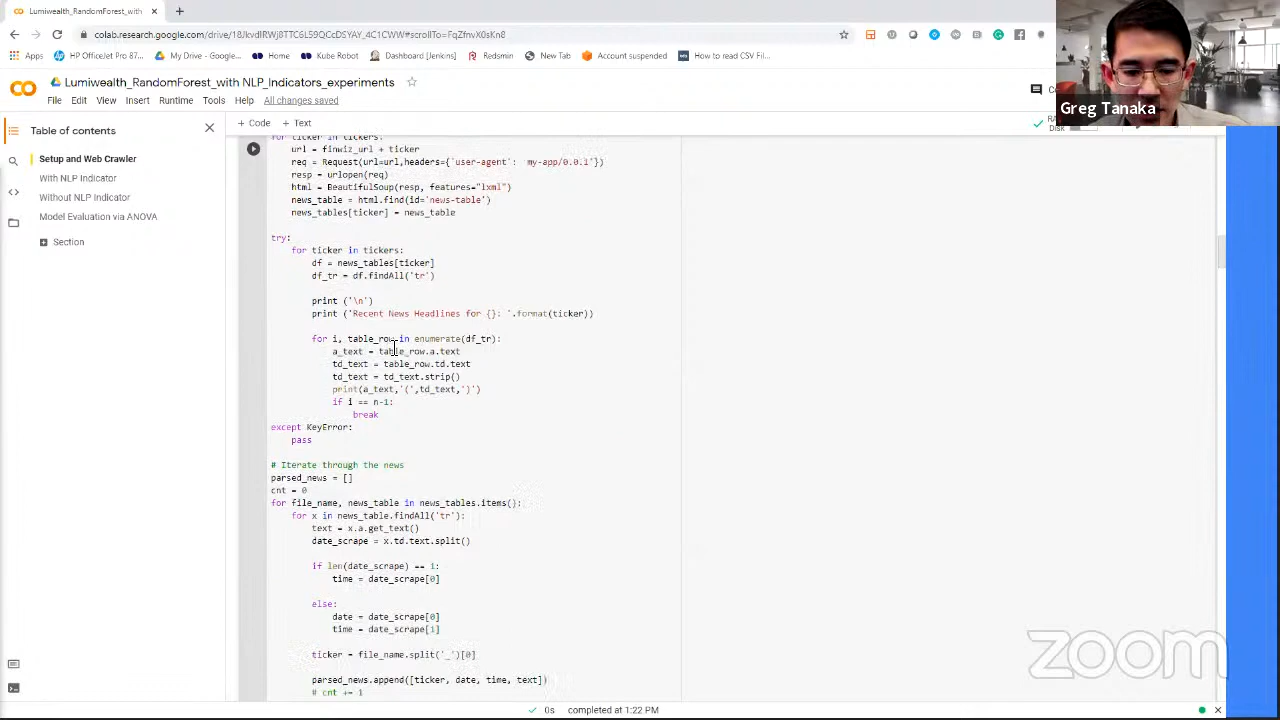 Lumiwealth_RandomForest_with
colab.research.google.com/drive/18JkvdlRWj8TTC6L59QCcDSYAY_4C1CWW#scrollTo=FqZfnvX0sKn8
Apps HP OfficeJet Pro 87... My Drive - Google... Home Kube Robot Dashboard [Jenkins] Redsmin New Tab Account suspended How to read CSV Fil...
Lumiwealth_RandomForest_with NLP_Indicators_experiments
File Edit View Insert Runtime Tools Help All changes saved
Greg Tanaka
+ Code + Text
Disk
Table of contents
Setup and Web Crawler
With NLP Indicator
Without NLP Indicator
Model Evaluation via ANOVA
Section
for ticker in tickers:
url = finwiz_url + ticker
req = Request(url=url,headers={'user-agent': 'my-app/0.0.1'})
resp = urlopen(req)
html = BeautifulSoup(resp, features="lxml")
news_table = html.find(id='news-table')
news_tables[ticker] = news_table
try:
for ticker in tickers:
df = news_tables[ticker]
df_tr = df.findAll('tr')
print ('\n')
print ('Recent News Headlines for {}: '.format(ticker))
for i, table_row in enumerate(df_tr):
a_text = table_row.a.text
td_text = table_row.td.text
td_text = td_text.strip()
print(a_text,'(',td_text,')')
if i == n-1:
break
except KeyError:
pass
# Iterate through the news
parsed_news = []
cnt = 0
for file_name, news_table in news_tables.items():
for x in news_table.findAll('tr'):
text = x.a.get_text()
date_scrape = x.td.text.split()
if len(date_scrape) == 1:
time = date_scrape[0]
else:
date = date_scrape[0]
time = date_scrape[1]
ticker = file_name.split('_')[0]
parsed_news.append([ticker, date, time, text])
# cnt += 1
zoom
0s completed at 1:22 PM